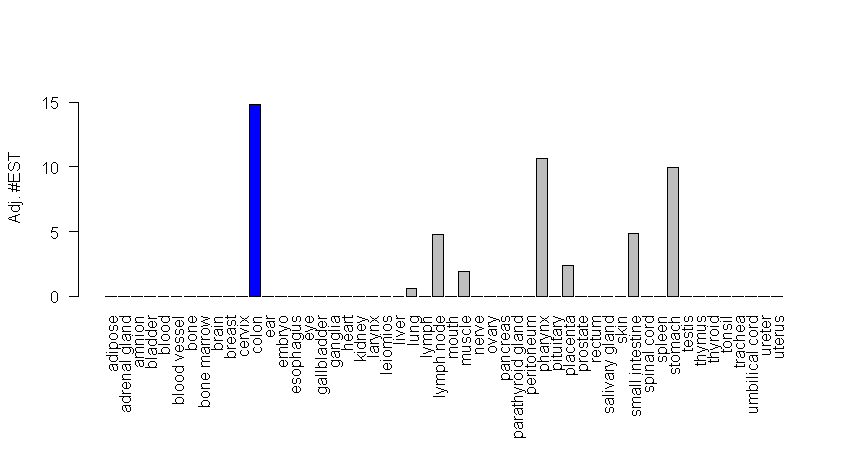 Adj. #EST
15
10
5
0
adipose
adrenal gland
amnion
bladder
blood
blood vessel
bone
bone marrow
brain
breast
cervix
colon
ear
embryo
esophagus
eye
gallbladder
ganglia
heart
kidney
larynx
leiomios
liver
lung
lymph
lymph node
mouth
muscle
nerve
ovary
pancreas
parathyroid gland
peritoneum
pharynx
pituitary
placenta
prostate
rectum
salivary gland
skin
small intestine
spinal cord
spleen
stomach
testis
thymus
thyroid
tonsil
trachea
umbilical cord
ureter
uterus